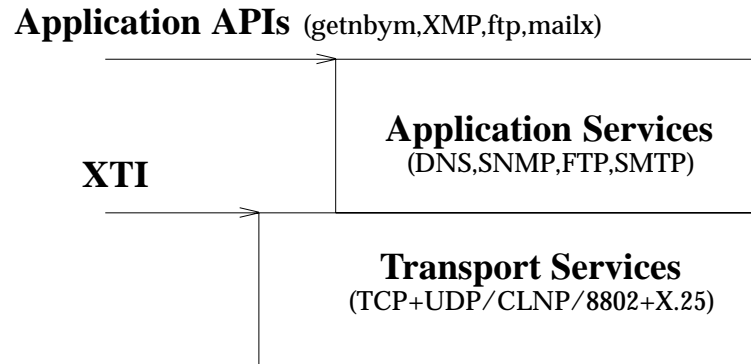 Application APIs (getnbym,XMP,ftp,mailx)
Application Services
(DNS,SNMP,FTP,SMTP)
XTI
Transport Services
(TCP+UDP/CLNP/8802+X.25)